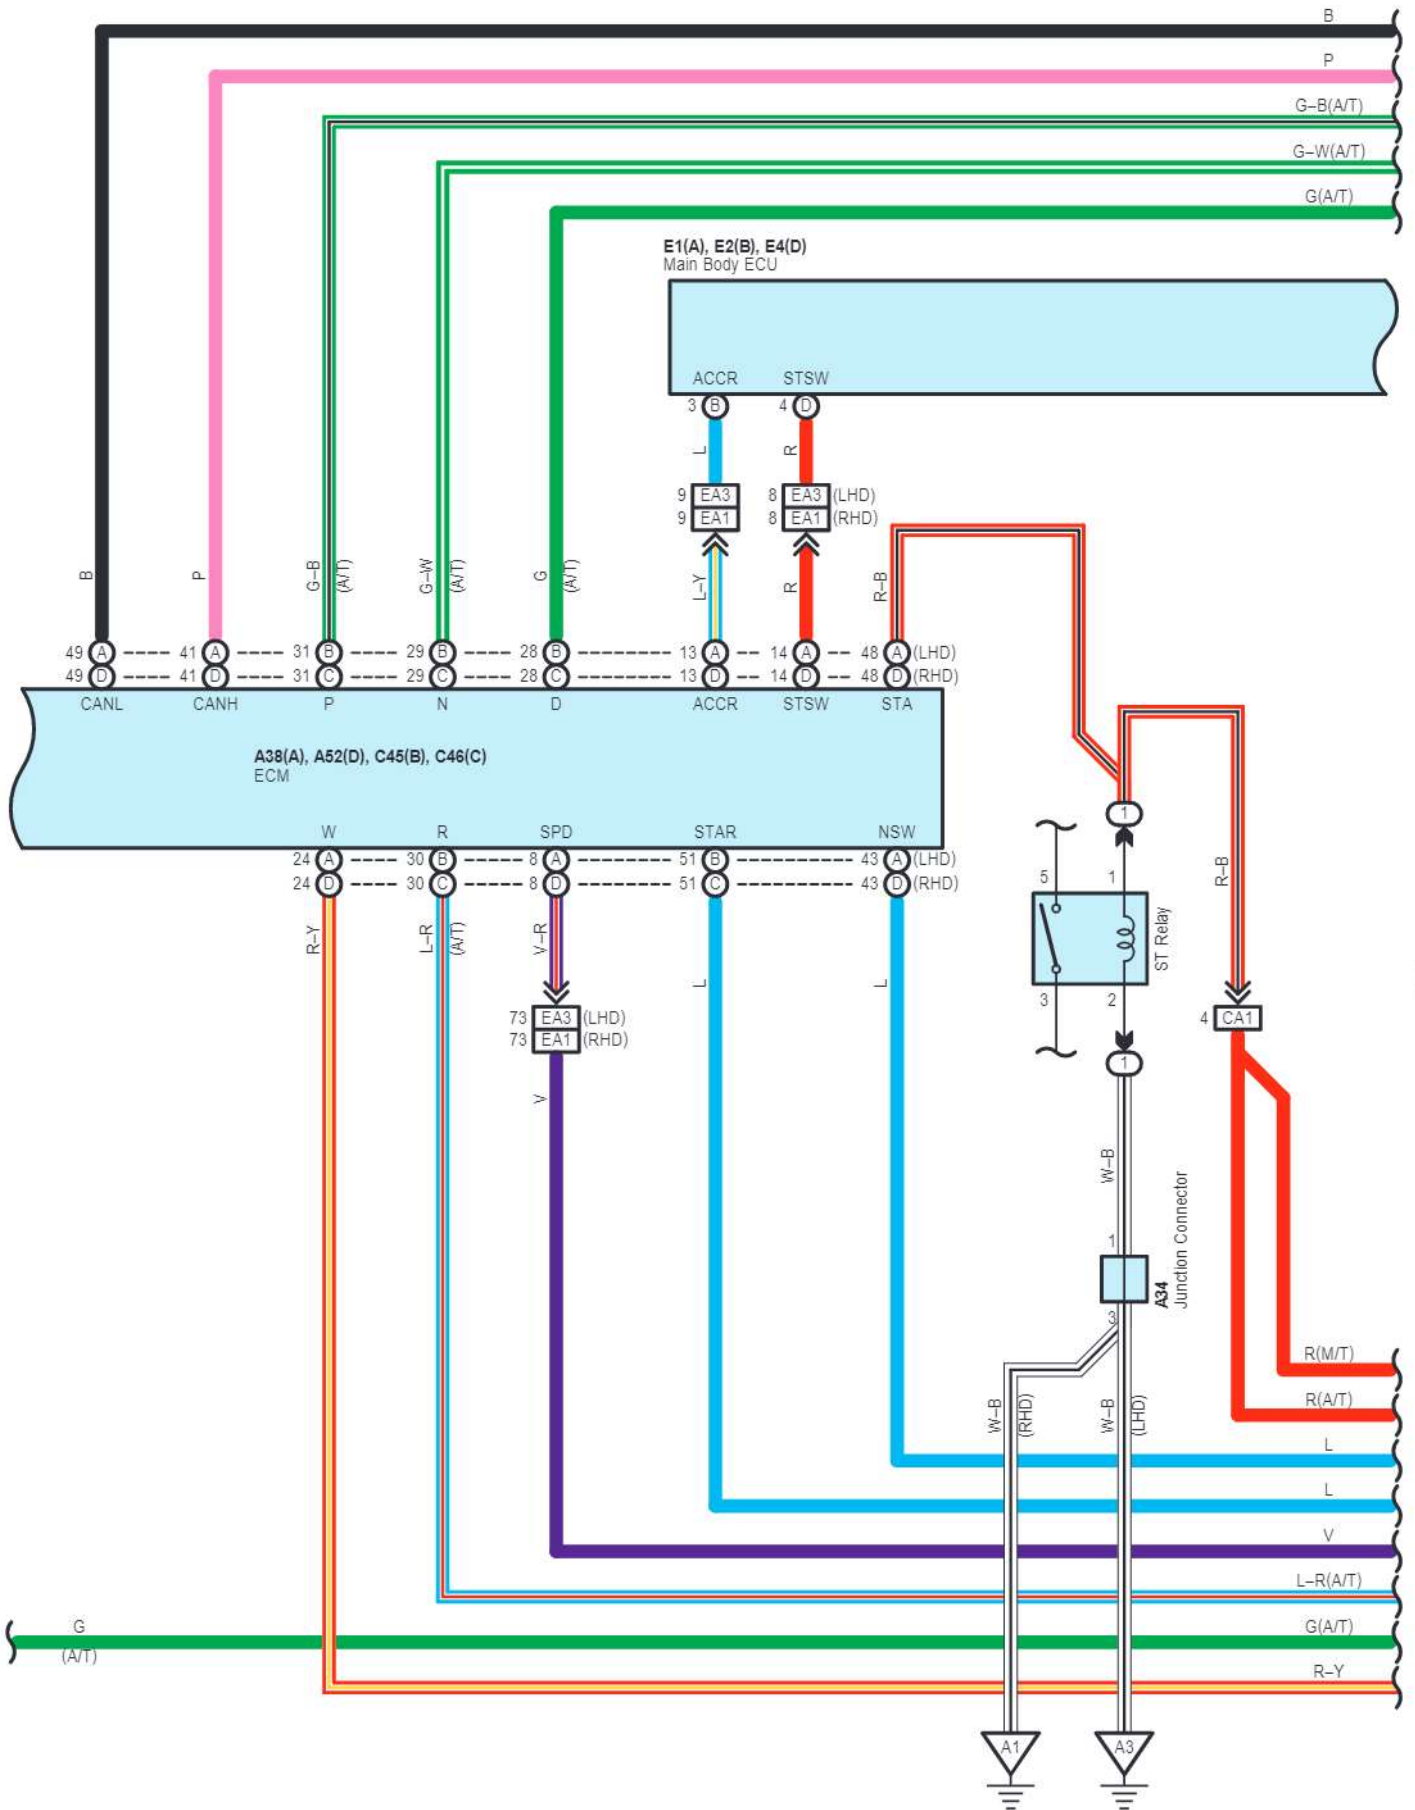 B
P
G–B(A/T)
G–W(A/T)
G(A/T)
E1(A), E2(B), E4(D)
Main Body ECU
ACCR STSW
3 B 4 D
L R
9 EA3 8 EA3 (LHD)
9 EA1 8 EA1 (RHD)
B P G–B (A/T) G–W (A/T) G (A/T) L–Y R R–B
49 A 41 A 31 B 29 B 28 B 13 A 14 A 48 A (LHD)
49 D 41 D 31 C 29 C 28 C 13 D 14 D 48 D (RHD)
CANL CANH P N D ACCR STSW STA
A38(A), A52(D), C45(B), C46(C)
ECM
1
W R SPD STAR NSW
24 A 30 B 8 A 51 B 43 A (LHD)
24 D 30 C 8 D 51 C 43 D (RHD)
5 1
R–B
R–Y L–R (A/T) V–R L L
ST Relay
3 2
73 EA3 (LHD)
73 EA1 (RHD)
4 CA1
1
V
W–B
1
A34
Junction Connector
3
R(M/T)
R(A/T)
W–B (RHD) W–B (LHD)
L
L
V
L–R(A/T)
G
(A/T)
G(A/T)
R–Y
A1 A3